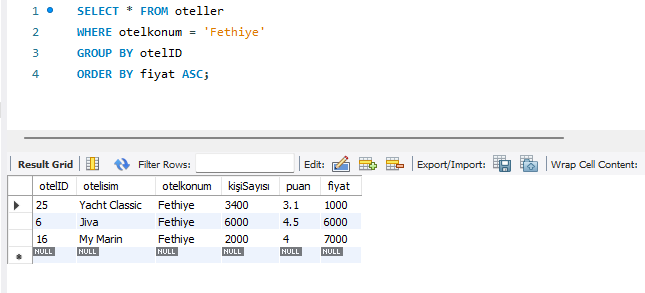 1 SELECT * FROM oteller
2 WHERE otelkonum = 'Fethiye'
3 GROUP BY otelID
4 ORDER BY fiyat ASC;
Result Grid Filter Rows: Edit: Export/Import: Wrap Cell Content:
otelID otelisim otelkonum kişiSayısı puan fiyat
25 Yacht Classic Fethiye 3400 3.1 1000
6 Jiva Fethiye 6000 4.5 6000
16 My Marin Fethiye 2000 4 7000
NULL NULL NULL NULL NULL NULL